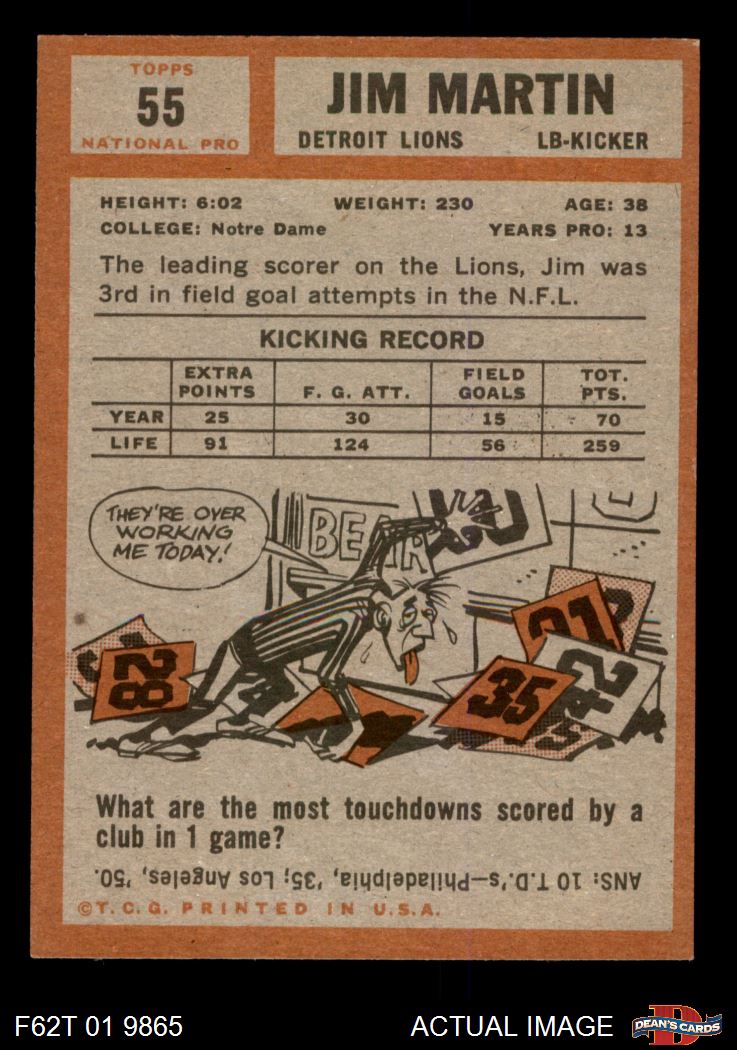 TOPPS
55
NATIONAL PRO
JIM MARTIN
DETROIT LIONS LB-KICKER
HEIGHT: 6:02 WEIGHT: 230 AGE: 38
COLLEGE: Notre Dame YEARS PRO: 13
The leading scorer on the Lions, Jim was
3rd in field goal attempts in the N.F.L.
KICKING RECORD
EXTRA POINTS F. G. ATT. FIELD GOALS TOT. PTS.
YEAR 25 30 15 70
LIFE 91 124 56 259
THEY'RE OVER
WORKING
ME TODAY!
BEAR
28
35
31
42
What are the most touchdowns scored by a
club in 1 game?
ANS: 10 T.D.'s—Philadelphia, '35; Los Angeles, '50.
©T.C.G. PRINTED IN U.S.A.
F62T 01 9865 ACTUAL IMAGE
DEAN'S CARDS